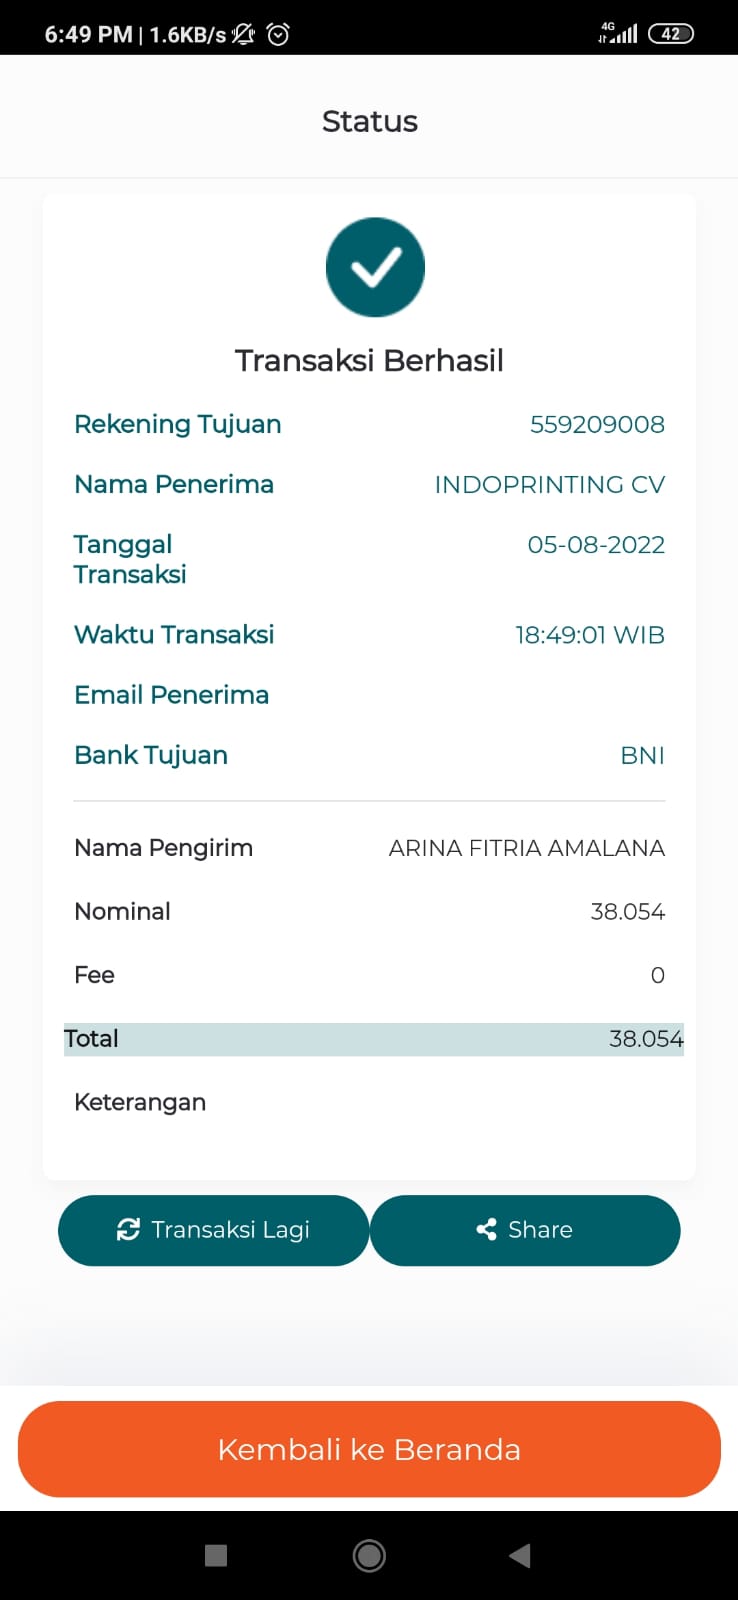 6:49 PM | 1.6KB/s
4G
42
Status
Transaksi Berhasil
Rekening Tujuan 559209008
Nama Penerima INDOPRINTING CV
Tanggal Transaksi 05-08-2022
Waktu Transaksi 18:49:01 WIB
Email Penerima
Bank Tujuan BNI
Nama Pengirim ARINA FITRIA AMALANA
Nominal 38.054
Fee 0
Total 38.054
Keterangan
Transaksi Lagi Share
Kembali ke Beranda